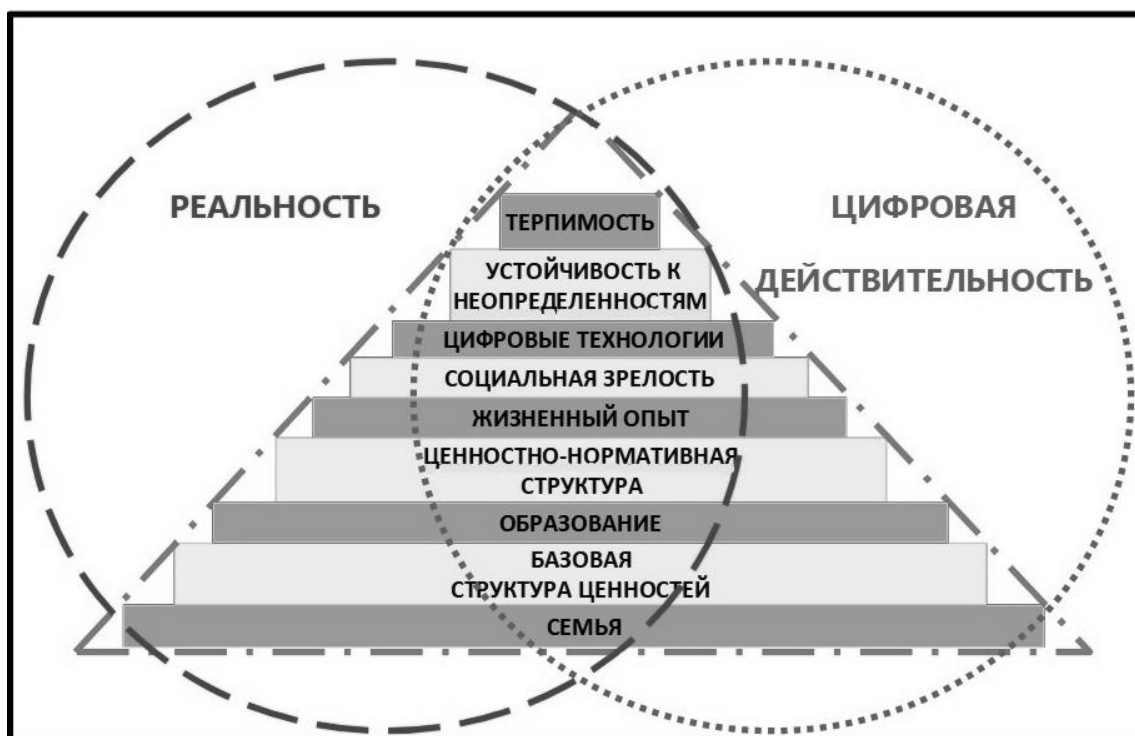 РЕАЛЬНОСТЬ
ЦИФРОВАЯ
ДЕЙСТВИТЕЛЬНОСТЬ
ТЕРПИМОСТЬ
УСТОЙЧИВОСТЬ К
НЕОПРЕДЕЛЕННОСТЯМ
ЦИФРОВЫЕ ТЕХНОЛОГИИ
СОЦИАЛЬНАЯ ЗРЕЛОСТЬ
ЖИЗНЕННЫЙ ОПЫТ
ЦЕННОСТНО-НОРМАТИВНАЯ
СТРУКТУРА
ОБРАЗОВАНИЕ
БАЗОВАЯ
СТРУКТУРА ЦЕННОСТЕЙ
СЕМЬЯ